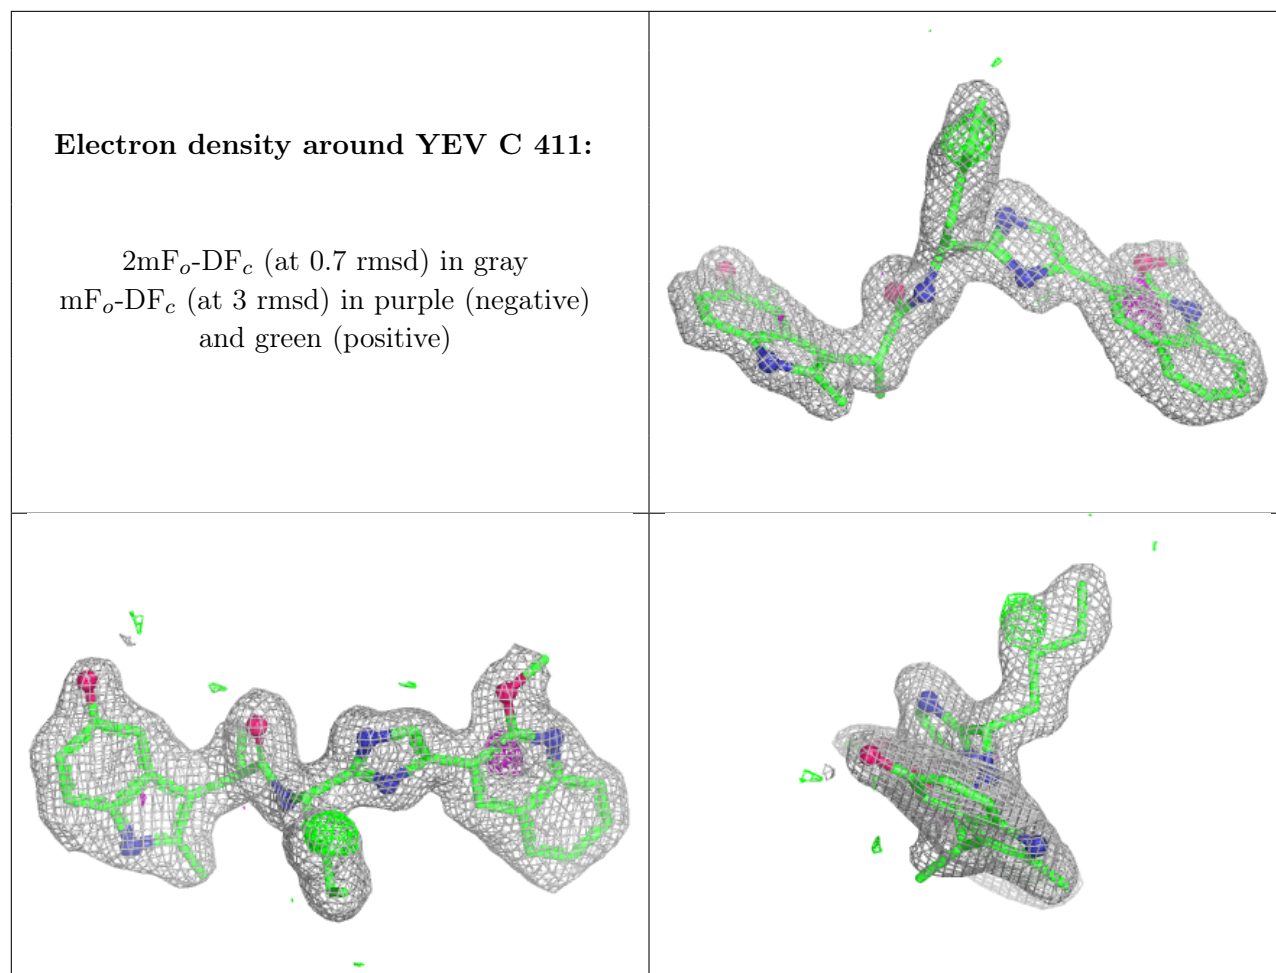 Electron density around YEV C 411:
2mFo-DFc (at 0.7 rmsd) in gray
mFo-DFc (at 3 rmsd) in purple (negative)
and green (positive)